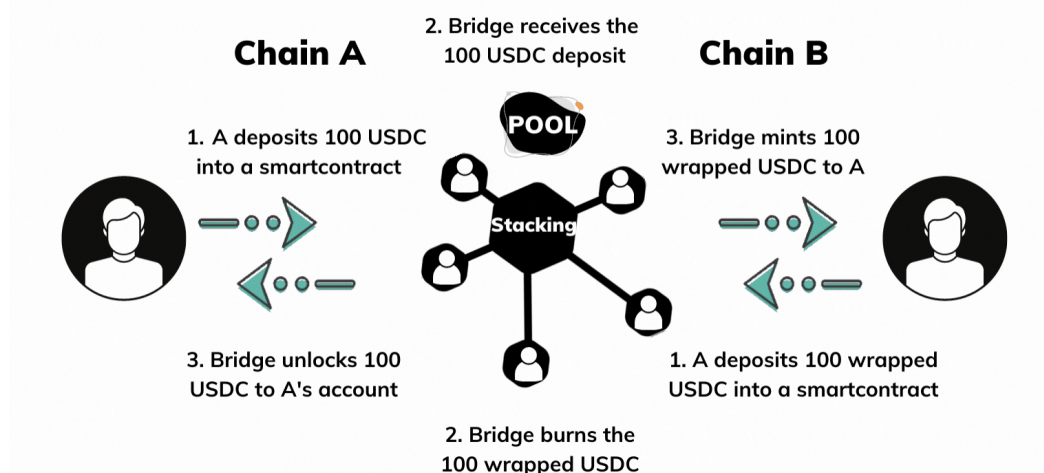 2. Bridge receives the
100 USDC deposit
Chain A
Chain B
POOL
1. A deposits 100 USDC
into a smartcontract
3. Bridge mints 100
wrapped USDC to A
Stacking
3. Bridge unlocks 100
USDC to A's account
1. A deposits 100 wrapped
USDC into a smartcontract
2. Bridge burns the
100 wrapped USDC